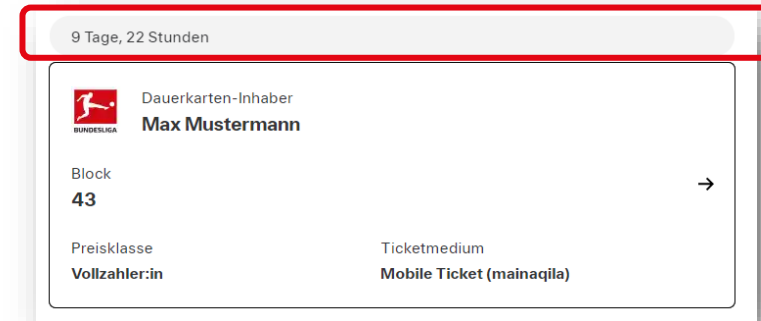 9 Tage, 22 Stunden
Dauerkarten-Inhaber
Max Mustermann
BUNDESLIGA
Block
43
Preisklasse
Vollzahler:in
Ticketmedium
Mobile Ticket (mainaqila)